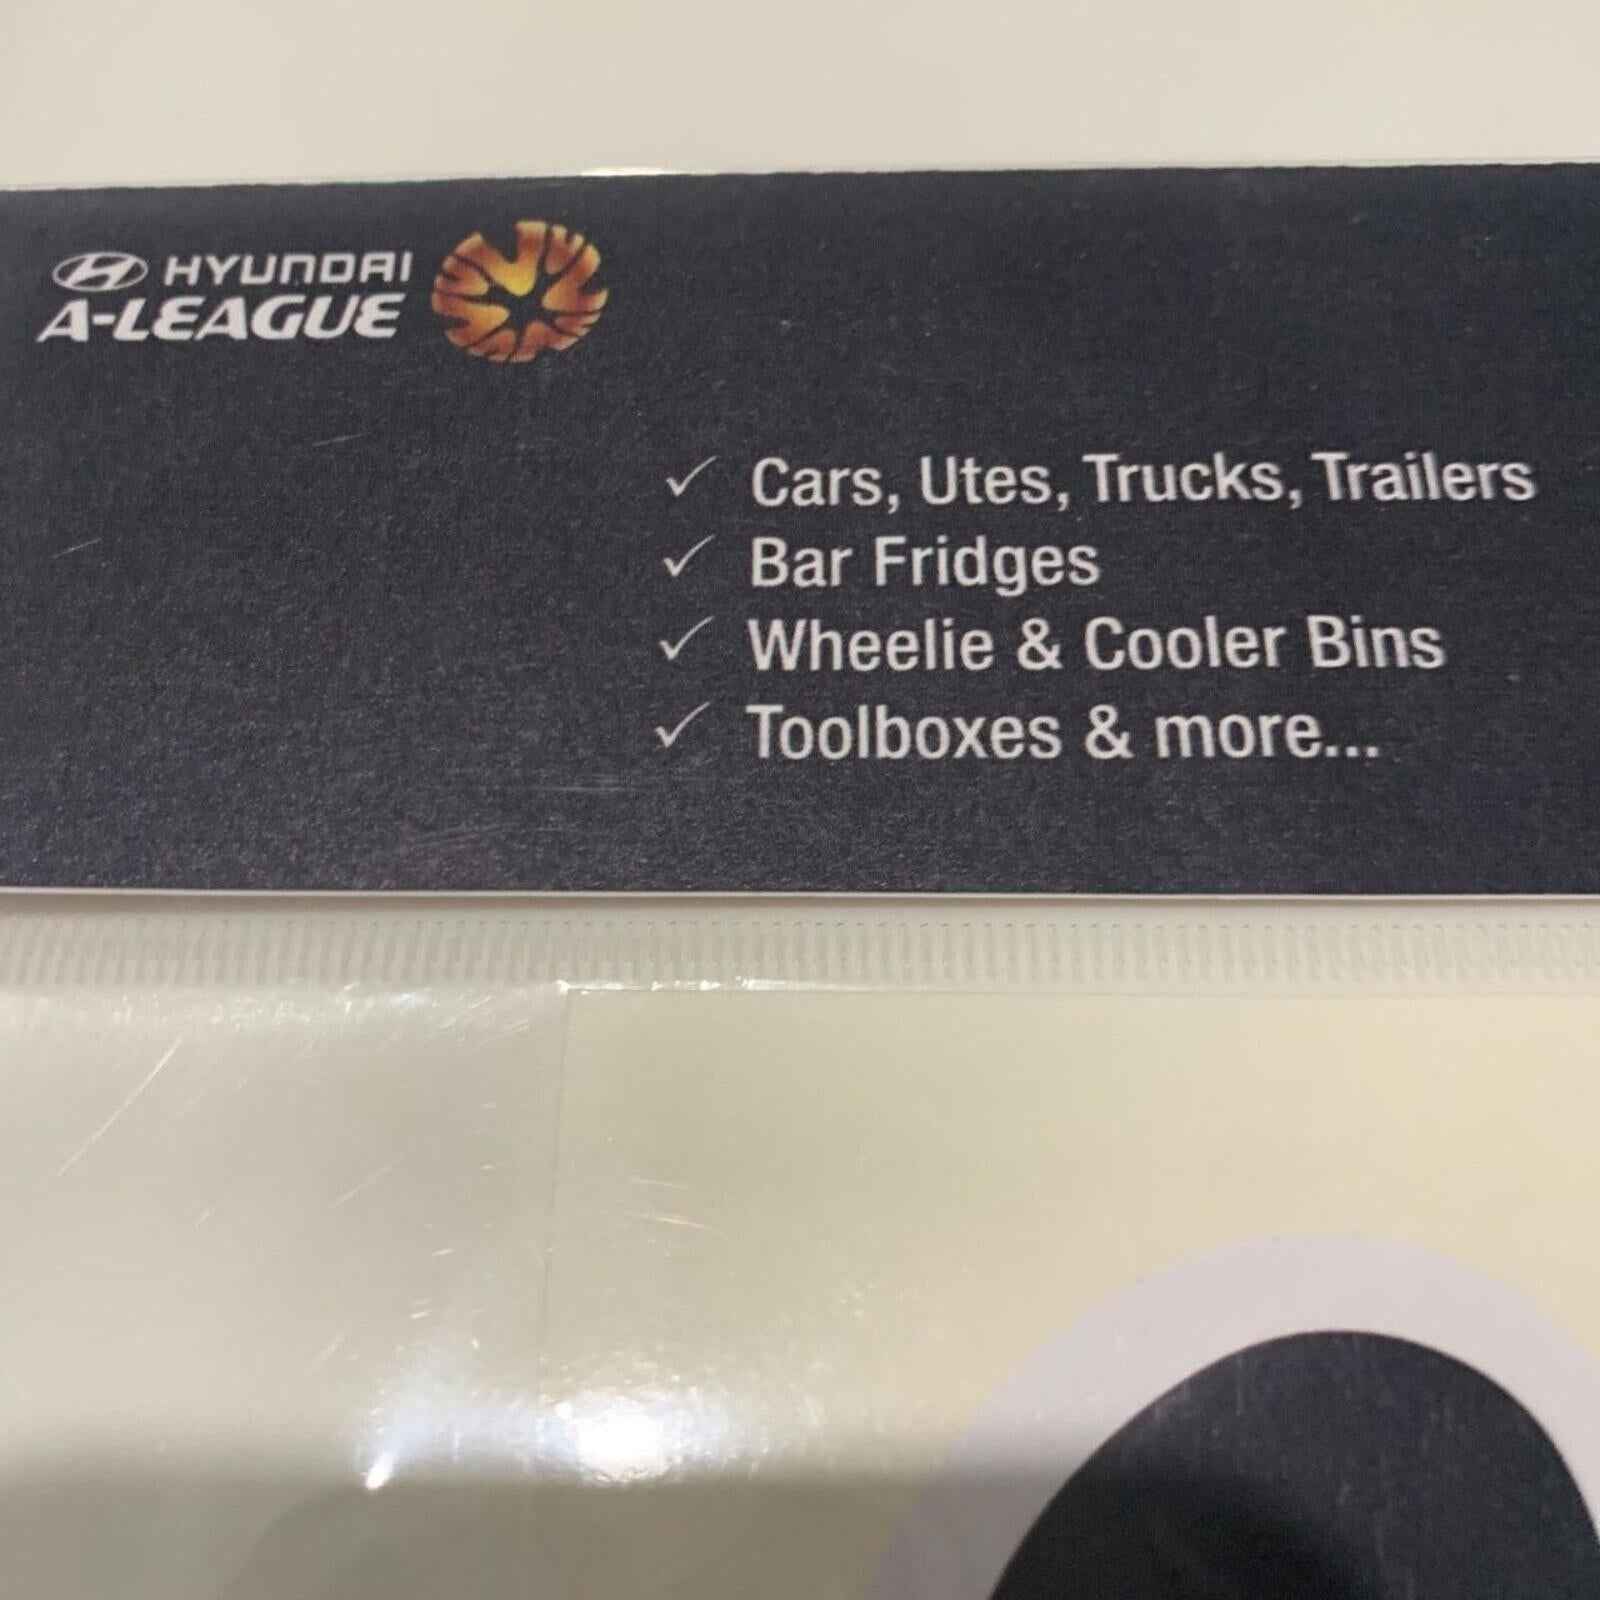 HYUNDAI
A-LEAGUE
✓ Cars, Utes, Trucks, Trailers
✓ Bar Fridges
✓ Wheelie & Cooler Bins
✓ Toolboxes & more...